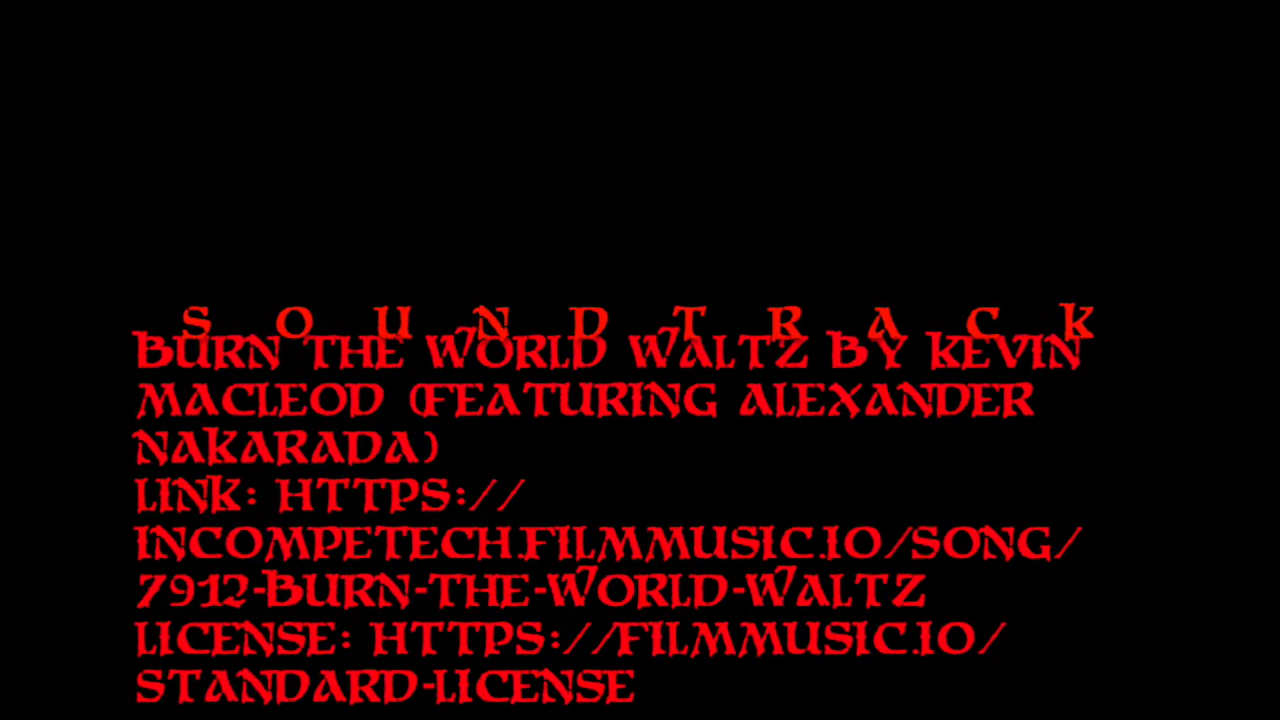 SOUNDTRACK
BURN THE WORLD WALTZ BY KEVIN
MACLEOD (FEATURING ALEXANDER
NAKARADA)
LINK: HTTPS://
INCOMPETECH.FILMMUSIC.IO/SONG/
7912-BURN-THE-WORLD-WALTZ
LICENSE: HTTPS://FILMMUSIC.IO/
STANDARD-LICENSE